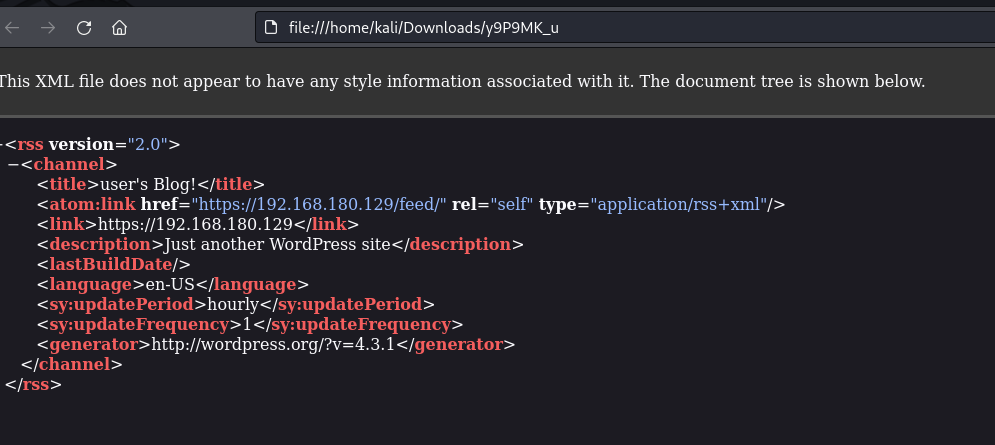 file:///home/kali/Downloads/y9P9MK_u
This XML file does not appear to have any style information associated with it. The document tree is shown below.
−<rss version="2.0">
−<channel>
<title>user's Blog!</title>
<atom:link href="https://192.168.180.129/feed/" rel="self" type="application/rss+xml"/>
<link>https://192.168.180.129</link>
<description>Just another WordPress site</description>
<lastBuildDate/>
<language>en-US</language>
<sy:updatePeriod>hourly</sy:updatePeriod>
<sy:updateFrequency>1</sy:updateFrequency>
<generator>http://wordpress.org/?v=4.3.1</generator>
</channel>
</rss>